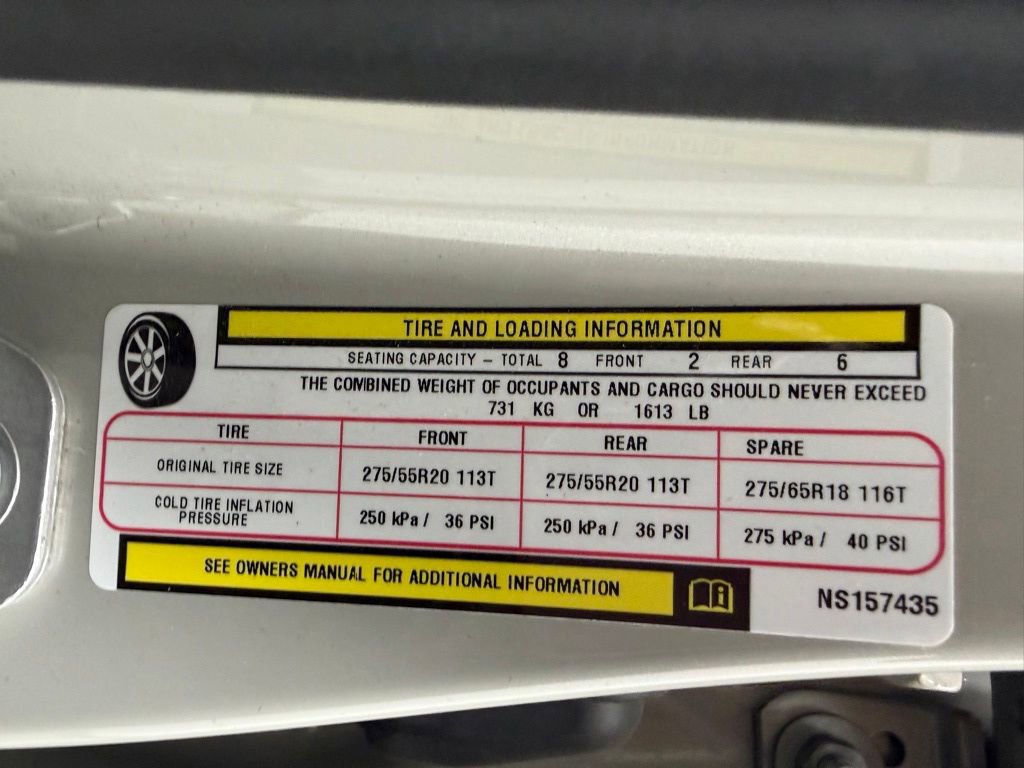 TIRE AND LOADING INFORMATION
SEATING CAPACITY – TOTAL 8 FRONT 2 REAR 6
THE COMBINED WEIGHT OF OCCUPANTS AND CARGO SHOULD NEVER EXCEED
731 KG OR 1613 LB
TIRE FRONT REAR SPARE
ORIGINAL TIRE SIZE 275/55R20 113T 275/55R20 113T 275/65R18 116T
COLD TIRE INFLATION PRESSURE 250 kPa / 36 PSI 250 kPa / 36 PSI 275 kPa / 40 PSI
SEE OWNERS MANUAL FOR ADDITIONAL INFORMATION
NS157435